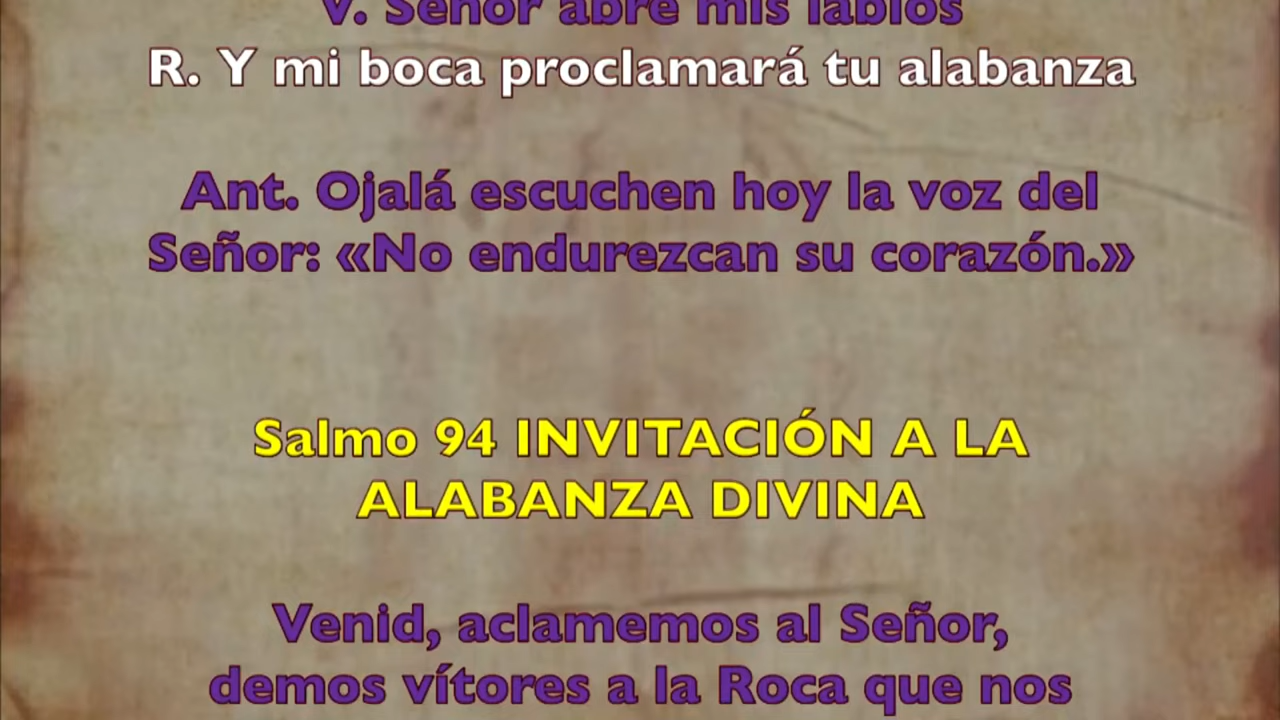 V. Señor abre mis labios
R. Y mi boca proclamará tu alabanza
Ant. Ojalá escuchen hoy la voz del
Señor: «No endurezcan su corazón.»
Salmo 94 INVITACIÓN A LA
ALABANZA DIVINA
Venid, aclamemos al Señor,
demos vítores a la Roca que nos